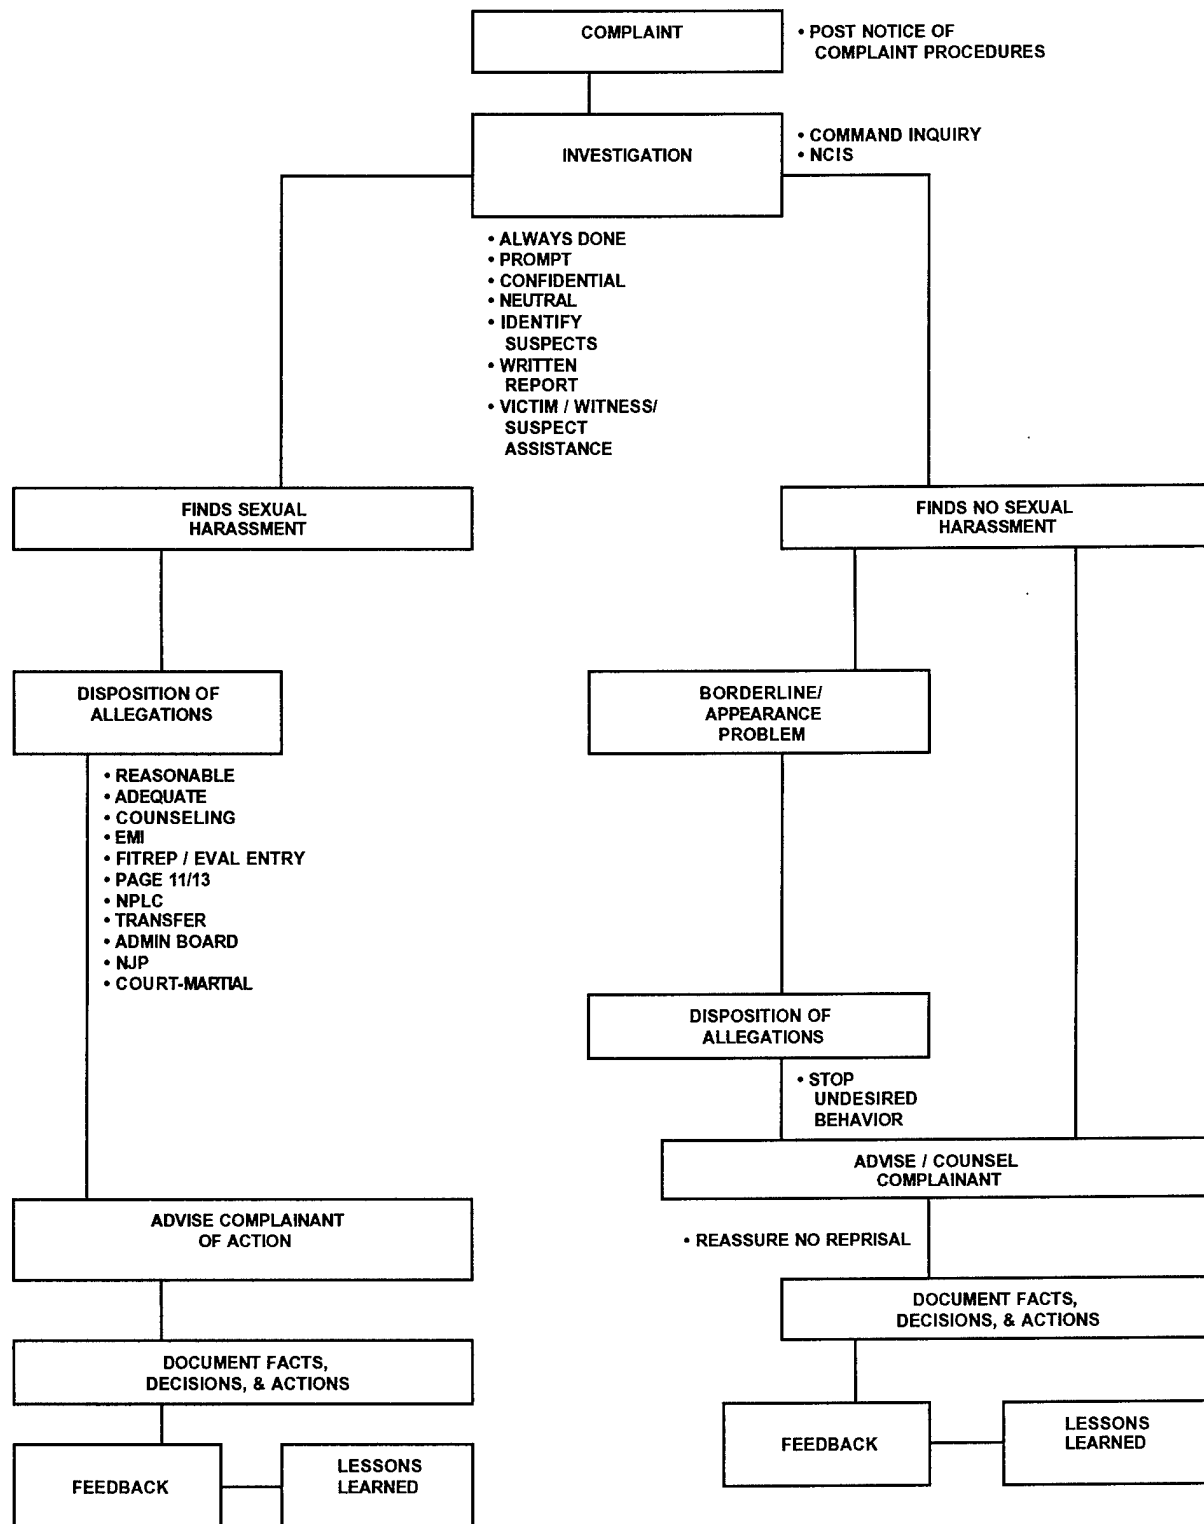 COMPLAINT
• POST NOTICE OF
COMPLAINT PROCEDURES
INVESTIGATION
• COMMAND INQUIRY
• NCIS
• ALWAYS DONE
• PROMPT
• CONFIDENTIAL
• NEUTRAL
• IDENTIFY
SUSPECTS
• WRITTEN
REPORT
• VICTIM / WITNESS/
SUSPECT
ASSISTANCE
FINDS SEXUAL
HARASSMENT
FINDS NO SEXUAL
HARASSMENT
DISPOSITION OF
ALLEGATIONS
• REASONABLE
• ADEQUATE
• COUNSELING
• EMI
• FITREP / EVAL ENTRY
• PAGE 11/13
• NPLC
• TRANSFER
• ADMIN BOARD
• NJP
• COURT-MARTIAL
BORDERLINE/
APPEARANCE
PROBLEM
DISPOSITION OF
ALLEGATIONS
• STOP
UNDESIRED
BEHAVIOR
ADVISE / COUNSEL
COMPLAINANT
• REASSURE NO REPRISAL
ADVISE COMPLAINANT
OF ACTION
DOCUMENT FACTS,
DECISIONS, & ACTIONS
DOCUMENT FACTS,
DECISIONS, & ACTIONS
FEEDBACK
LESSONS
LEARNED
FEEDBACK
LESSONS
LEARNED